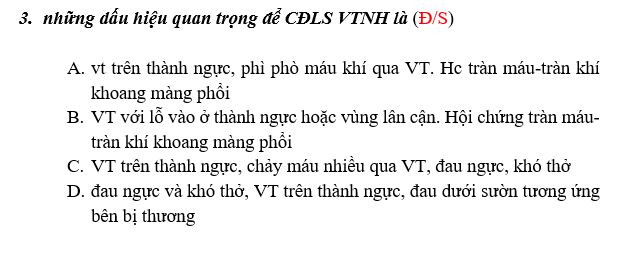 3. những dấu hiệu quan trọng để CĐLS VTNH là (Đ/S)
A. vt trên thành ngực, phì phò máu khí qua VT. Hc tràn máu-tràn khí
khoang màng phổi
B. VT với lỗ vào ở thành ngực hoặc vùng lân cận. Hội chứng tràn máu-
tràn khí khoang màng phổi
C. VT trên thành ngực, chảy máu nhiều qua VT, đau ngực, khó thở
D. đau ngực và khó thở, VT trên thành ngực, đau dưới sườn tương ứng
bên bị thương